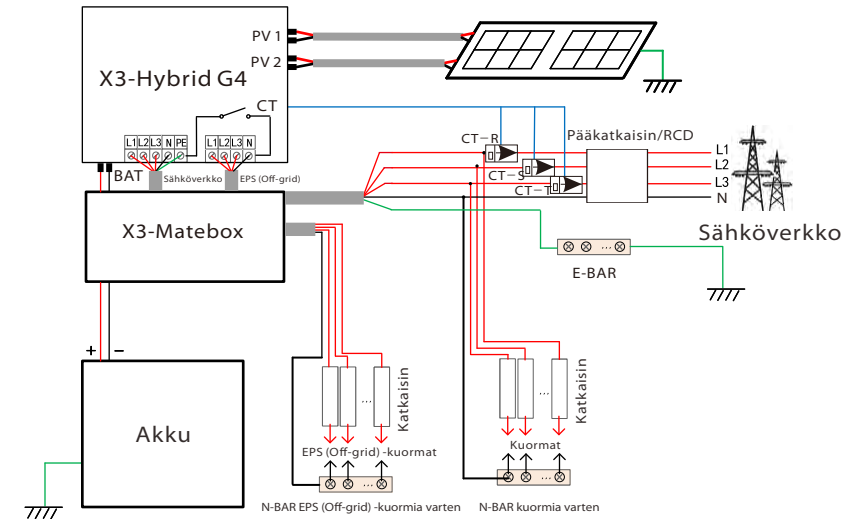 PV 1
PV 2
X3-Hybrid G4
CT
L1 L2 L3 N PE
L1 L2 L3 N
BAT
Sähköverkko
EPS (Off-grid)
CT-R
CT-S
CT-T
Pääkatkaisin/RCD
L1
L2
L3
N
Sähköverkko
X3-Matebox
... 
E-BAR
+ −
Akku
...
Katkaisin
EPS (Off-grid) -kuormat
...
N-BAR EPS (Off-grid) -kuormia varten
...
Katkaisin
Kuormat
...
N-BAR kuormia varten